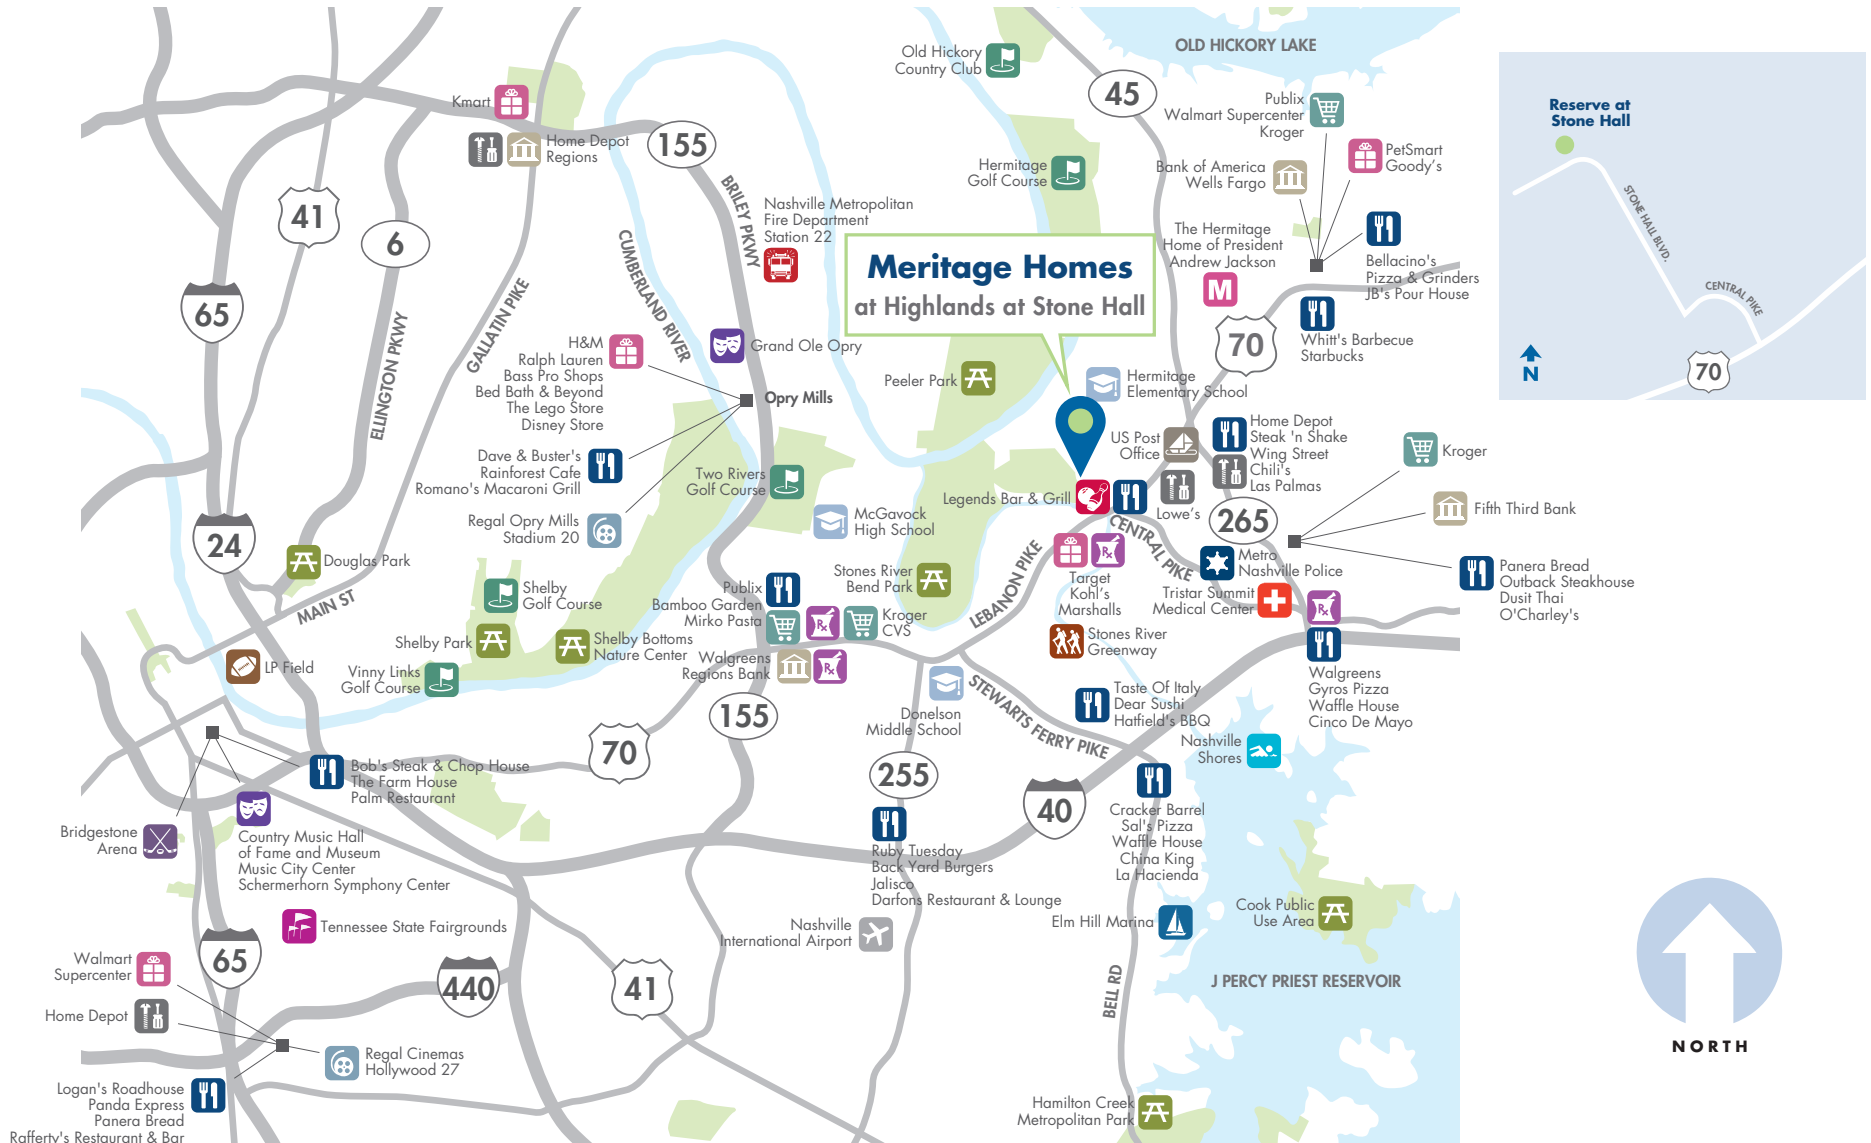 Old Hickory
Country Club
OLD HICKORY LAKE
45
Kmart
Home Depot
Regions
155
BRILEY PKWY
Publix
Walmart Supercenter
Kroger
PetSmart
Goody's
Bank of America
Wells Fargo
Hermitage
Golf Course
41
6
Nashville Metropolitan
Fire Department
Station 22
CUMBERLAND RIVER
Meritage Homes
at Highlands at Stone Hall
The Hermitage
Home of President
Andrew Jackson
M
Bellacino's
Pizza & Grinders
JB's Pour House
65
GALLATIN PIKE
ELLINGTON PKWY
70
Whitt's Barbecue
Starbucks
H&M
Ralph Lauren
Bass Pro Shops
Bed Bath & Beyond
The Lego Store
Disney Store
Grand Ole Opry
Opry Mills
Peeler Park
Hermitage
Elementary School
US Post
Office
Home Depot
Steak 'n Shake
Wing Street
Chili's
Las Palmas
Kroger
Dave & Buster's
Rainforest Cafe
Romano's Macaroni Grill
Two Rivers
Golf Course
Legends Bar & Grill
Lowe's
265
Fifth Third Bank
Regal Opry Mills
Stadium 20
McGavock
High School
CENTRAL PIKE
24
Douglas Park
MAIN ST
Shelby
Golf Course
Stones River
Bend Park
LEBANON PIKE
Rx
Target
Kohl's
Marshalls
Metro
Nashville Police
Tristar Summit
Medical Center
Rx
Panera Bread
Outback Steakhouse
Dusit Thai
O'Charley's
Publix
Bamboo Garden
Mirko Pasta
Rx
Kroger
CVS
Shelby Park
Shelby Bottoms
Nature Center
Walgreens
Regions Bank
Rx
Stones River
Greenway
LP Field
Vinny Links
Golf Course
155
Donelson
Middle School
STEWARTS FERRY PIKE
Taste Of Italy
Dear Sushi
Hatfield's BBQ
Walgreens
Gyros Pizza
Waffle House
Cinco De Mayo
Nashville
Shores
70
255
40
Bob's Steak & Chop House
The Farm House
Palm Restaurant
Bridgestone
Arena
Country Music Hall
of Fame and Museum
Music City Center
Schermerhorn Symphony Center
Ruby Tuesday
Back Yard Burgers
Jalisco
Darfons Restaurant & Lounge
Cracker Barrel
Sal's Pizza
Waffle House
China King
La Hacienda
Tennessee State Fairgrounds
Nashville
International Airport
Elm Hill Marina
Cook Public
Use Area
65
Walmart
Supercenter
440
41
BELL RD
J PERCY PRIEST RESERVOIR
Home Depot
Regal Cinemas
Hollywood 27
Logan's Roadhouse
Panda Express
Panera Bread
Rafferty's Restaurant & Bar
Hamilton Creek
Metropolitan Park
Reserve at
Stone Hall
STONE HALL BLVD.
CENTRAL PIKE
N
70
NORTH